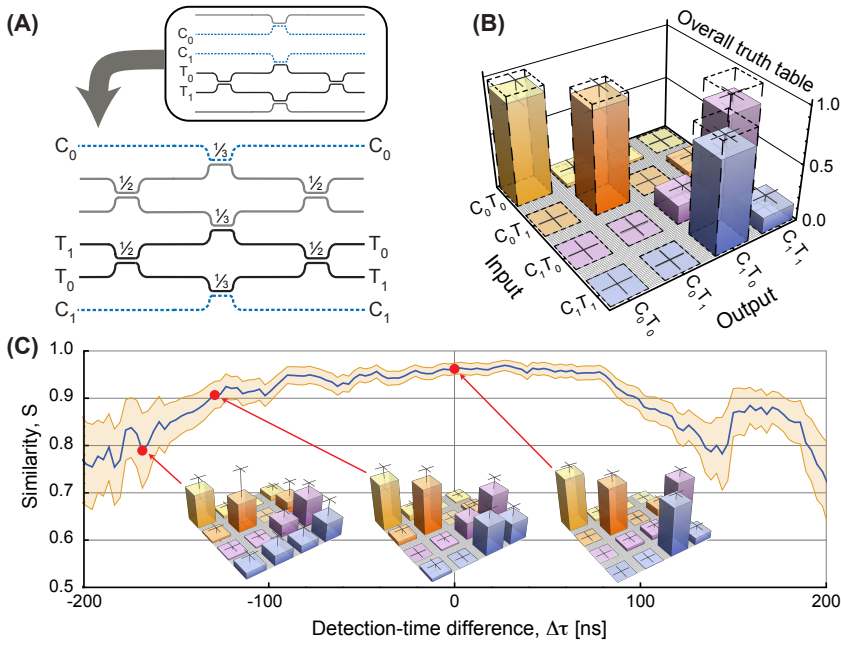 (A)
C₀
C₁
T₀
T₁
C₀ ⅓ C₀
½ ½
⅓
T₁ ½ ½ T₀
T₀ T₁
⅓
C₁ C₁
(B)
Overall truth table
1.0
0.5
0.0
C₀T₀
C₀T₁
C₁T₀
C₁T₁
Input
C₀T₀
C₀T₁
C₁T₀
C₁T₁
Output
(C)
1.0
0.9
0.8
0.7
0.6
0.5
Similarity, S
-200 -100 0 100 200
Detection-time difference, Δτ [ns]